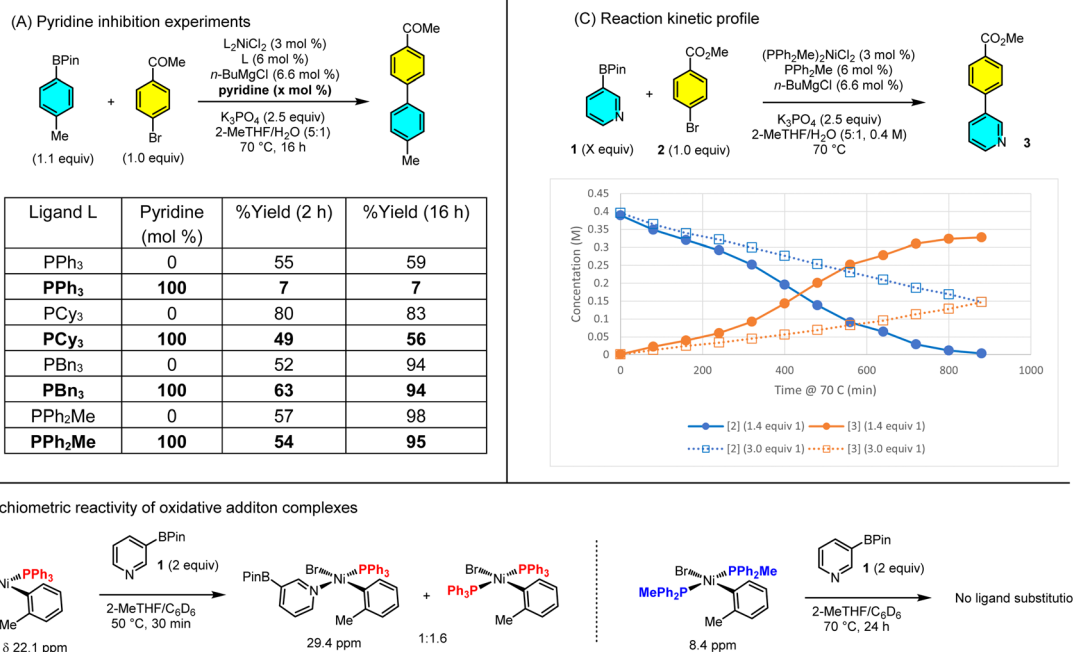 (A) Pyridine inhibition experiments
BPin
Me
(1.1 equiv)
+
COMe
Br
(1.0 equiv)
L₂NiCl₂ (3 mol %)
L (6 mol %)
n-BuMgCl (6.6 mol %)
pyridine (x mol %)
K₃PO₄ (2.5 equiv)
2-MeTHF/H₂O (5:1)
70 °C, 16 h
COMe
Me
Ligand L Pyridine (mol %) %Yield (2 h) %Yield (16 h)
PPh₃ 0 55 59
PPh₃ 100 7 7
PCy₃ 0 80 83
PCy₃ 100 49 56
PBn₃ 0 52 94
PBn₃ 100 63 94
PPh₂Me 0 57 98
PPh₂Me 100 54 95
(C) Reaction kinetic profile
BPin
N
1 (X equiv)
+
CO₂Me
Br
2 (1.0 equiv)
(PPh₂Me)₂NiCl₂ (3 mol %)
PPh₂Me (6 mol %)
n-BuMgCl (6.6 mol %)
K₃PO₄ (2.5 equiv)
2-MeTHF/H₂O (5:1, 0.4 M)
70 °C
CO₂Me
N
3
Concentation (M)
0.45
0.4
0.35
0.3
0.25
0.2
0.15
0.1
0.05
0
0 200 400 600 800 1000
Time @ 70 C (min)
[2] (1.4 equiv 1) [3] (1.4 equiv 1)
[2] (3.0 equiv 1) [3] (3.0 equiv 1)
chiometric reactivity of oxidative additon complexes
Ni
PPh₃
Me
δ 22.1 ppm
BPin
N
1 (2 equiv)
2-MeTHF/C₆D₆
50 °C, 30 min
PinB
N
Br
Ni
PPh₃
Me
29.4 ppm
+
1:1.6
Br
Ni
PPh₃
Ph₃P
Me
Br
Ni
PPh₂Me
MePh₂P
Me
8.4 ppm
BPin
N
1 (2 equiv)
2-MeTHF/C₆D₆
70 °C, 24 h
No ligand substitutio